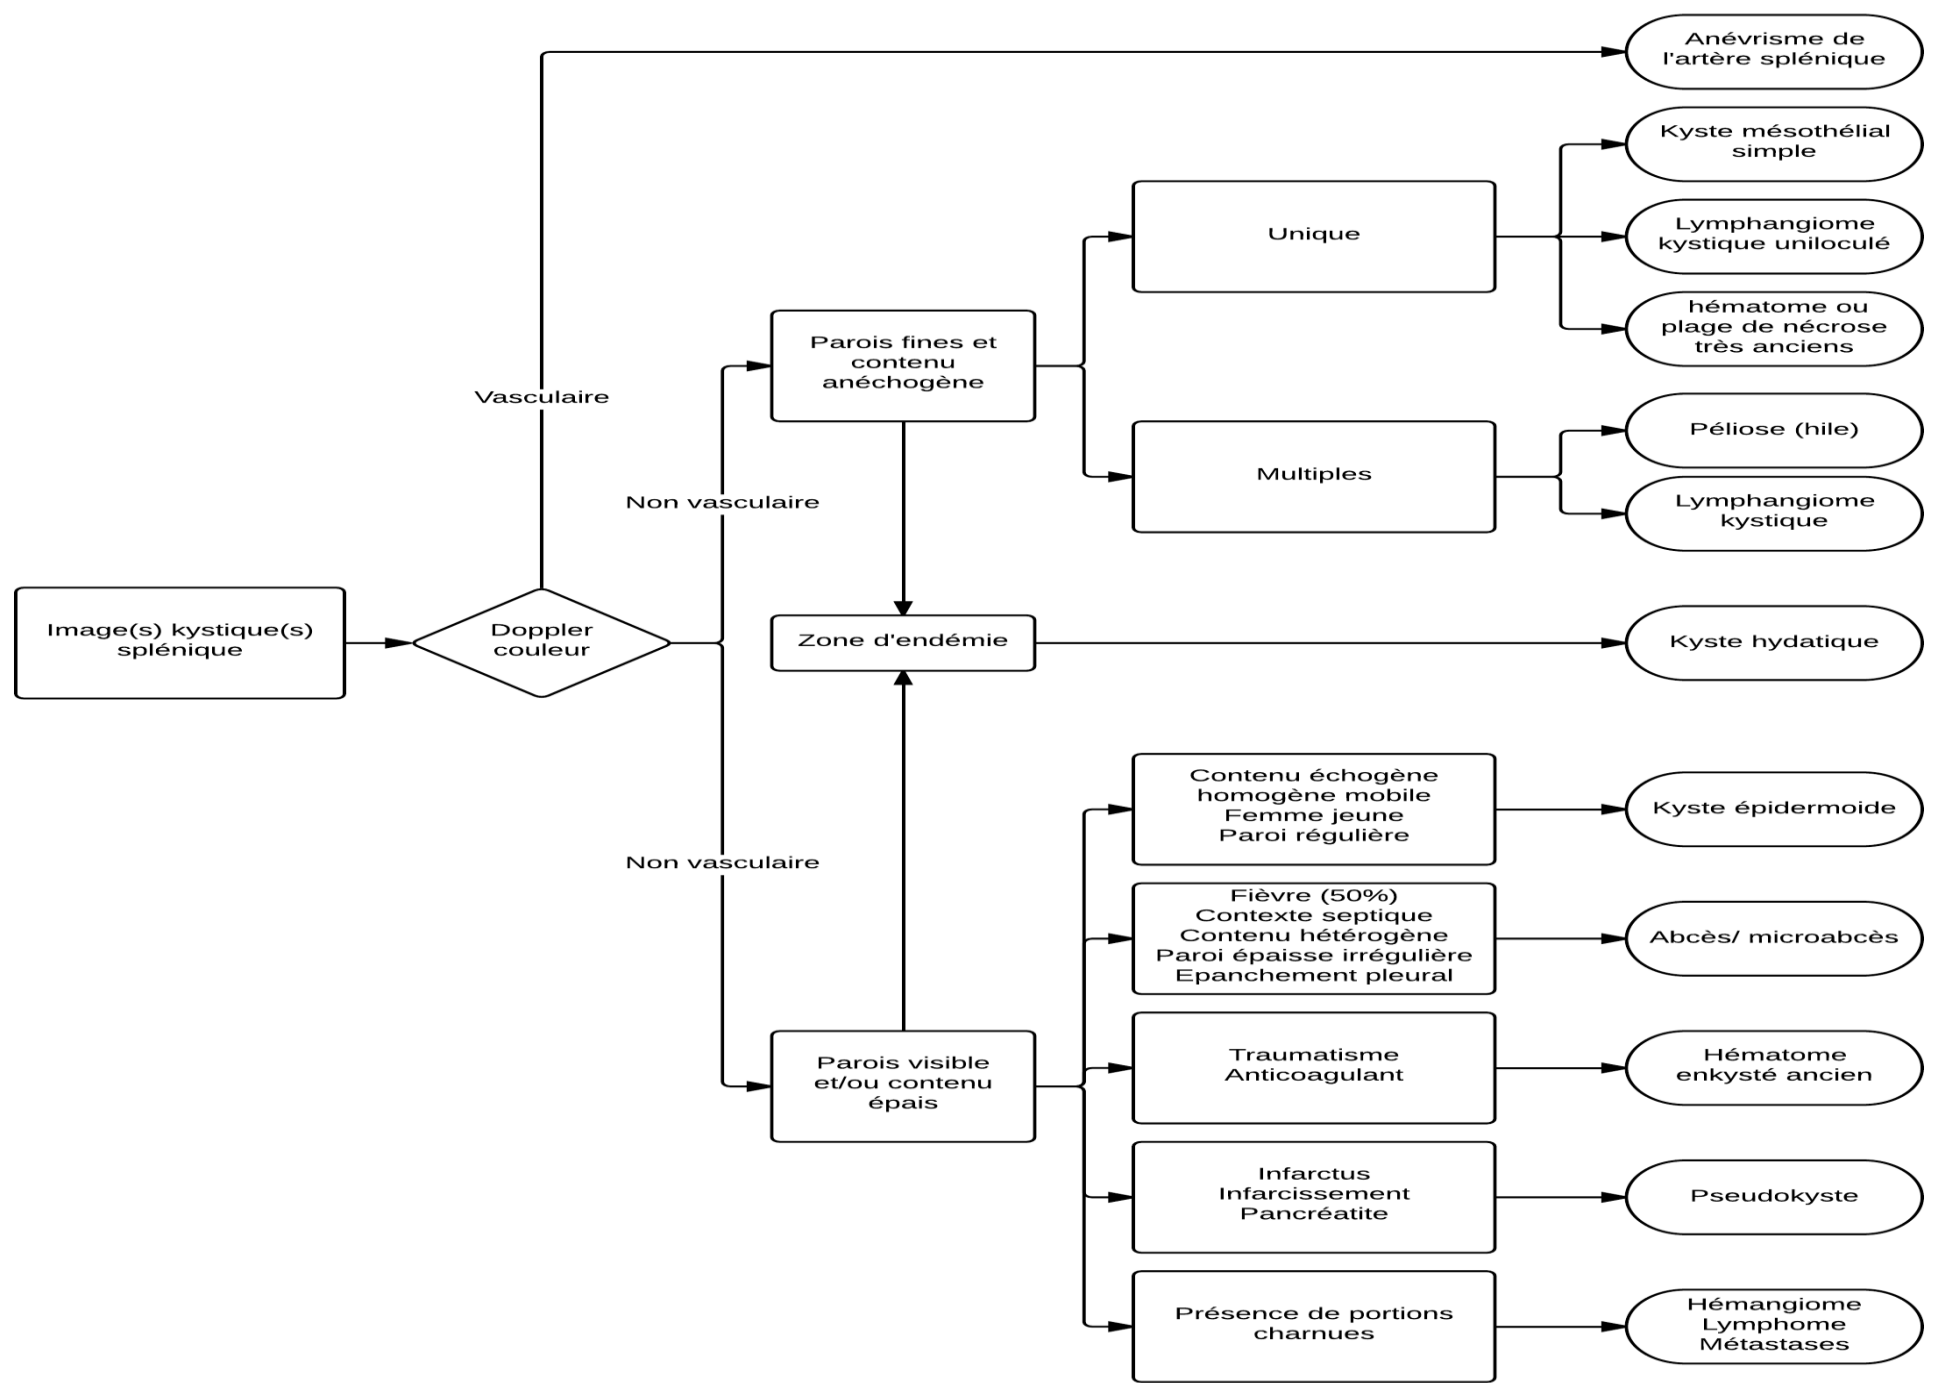 Anévrisme de
l'artère splénique
Kyste mésothélial
simple
Unique
Lymphangiome
kystique uniloculé
hématome ou
plage de nécrose
très anciens
Parois fines et
contenu
anéchogène
Vasculaire
Multiples
Péliose (hile)
Lymphangiome
kystique
Non vasculaire
Image(s) kystique(s)
splénique
Doppler
couleur
Zone d'endémie
Kyste hydatique
Contenu échogène
homogène mobile
Femme jeune
Paroi régulière
Kyste épidermoide
Non vasculaire
Fièvre (50%)
Contexte septique
Contenu hétérogène
Paroi épaisse irrégulière
Epanchement pleural
Abcès/ microabcès
Parois visible
et/ou contenu
épais
Traumatisme
Anticoagulant
Hématome
enkysté ancien
Infarctus
Infarcissement
Pancréatite
Pseudokyste
Présence de portions
charnues
Hémangiome
Lymphome
Métastases